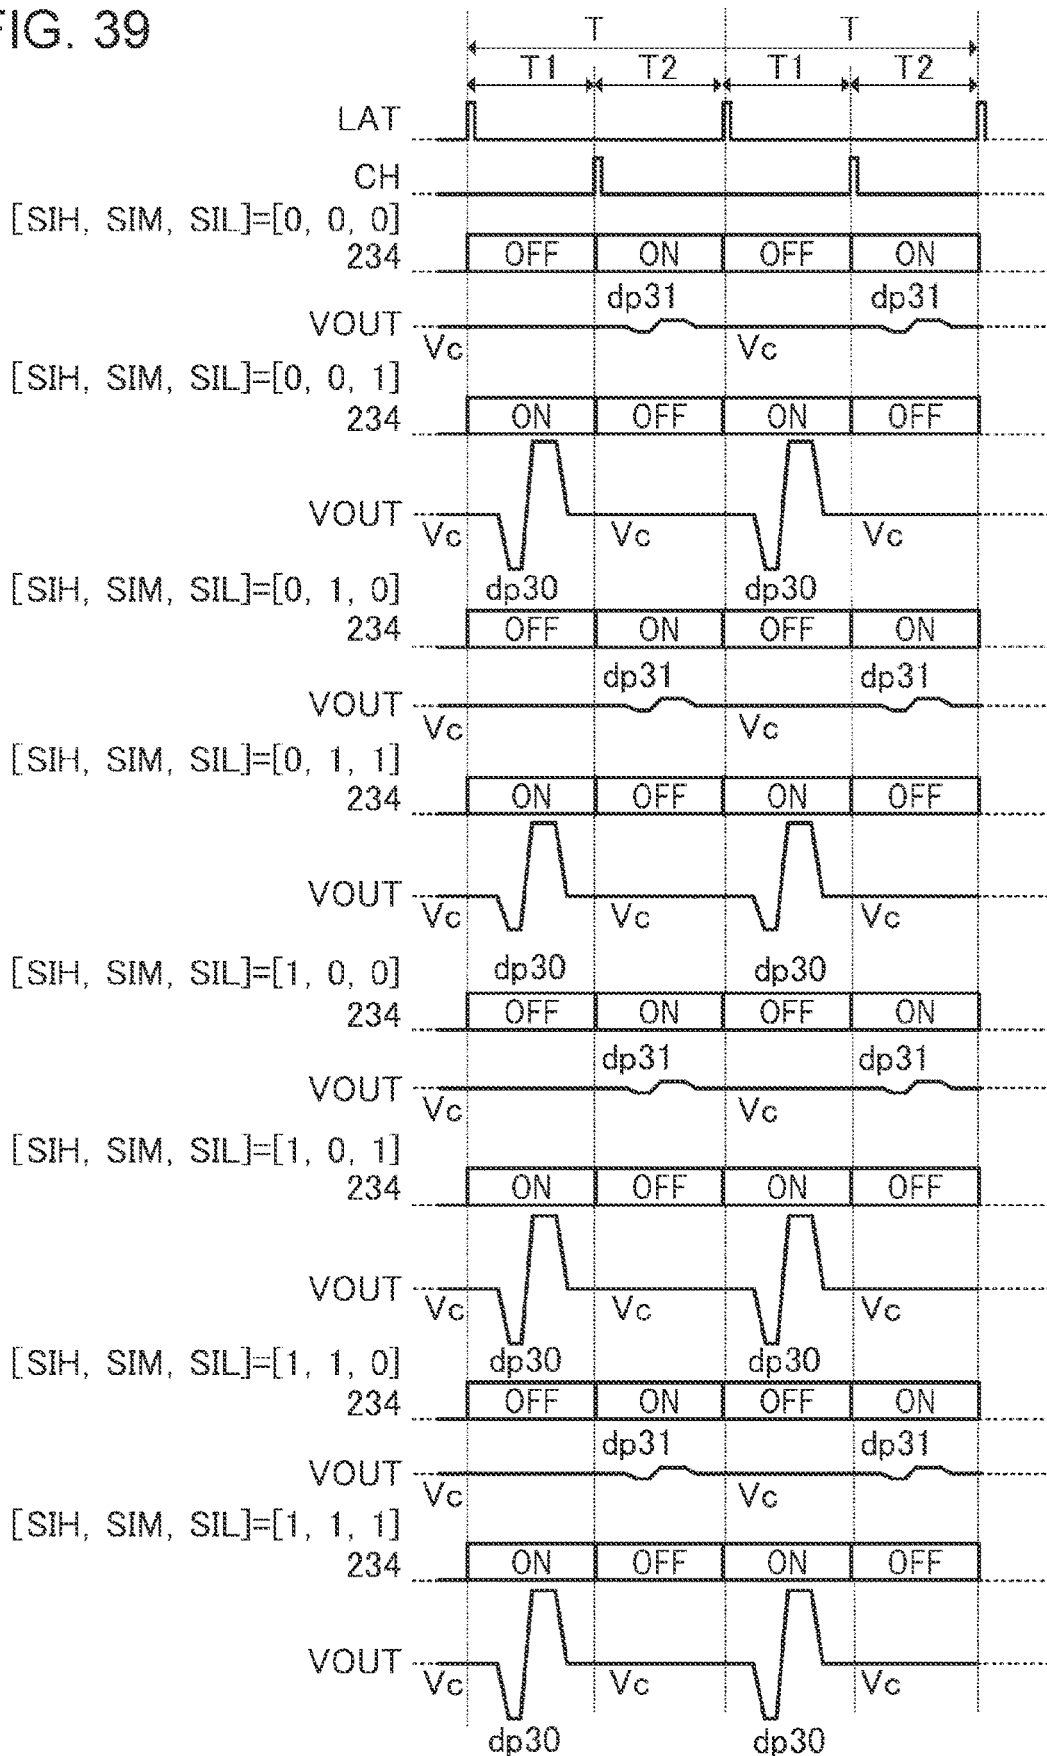 FIG. 39
T T
T1 T2 T1 T2
LAT
CH
[SIH, SIM, SIL]=[0, 0, 0]
234 OFF ON OFF ON
dp31 dp31
VOUT
Vc Vc
[SIH, SIM, SIL]=[0, 0, 1]
234 ON OFF ON OFF
VOUT
Vc Vc Vc Vc
dp30 dp30
[SIH, SIM, SIL]=[0, 1, 0]
234 OFF ON OFF ON
dp31 dp31
VOUT
Vc Vc
[SIH, SIM, SIL]=[0, 1, 1]
234 ON OFF ON OFF
VOUT
Vc Vc Vc Vc
dp30 dp30
[SIH, SIM, SIL]=[1, 0, 0]
234 OFF ON OFF ON
dp31 dp31
VOUT
Vc Vc
[SIH, SIM, SIL]=[1, 0, 1]
234 ON OFF ON OFF
VOUT
Vc Vc Vc Vc
dp30 dp30
[SIH, SIM, SIL]=[1, 1, 0]
234 OFF ON OFF ON
dp31 dp31
VOUT
Vc Vc
[SIH, SIM, SIL]=[1, 1, 1]
234 ON OFF ON OFF
VOUT
Vc Vc Vc Vc
dp30 dp30